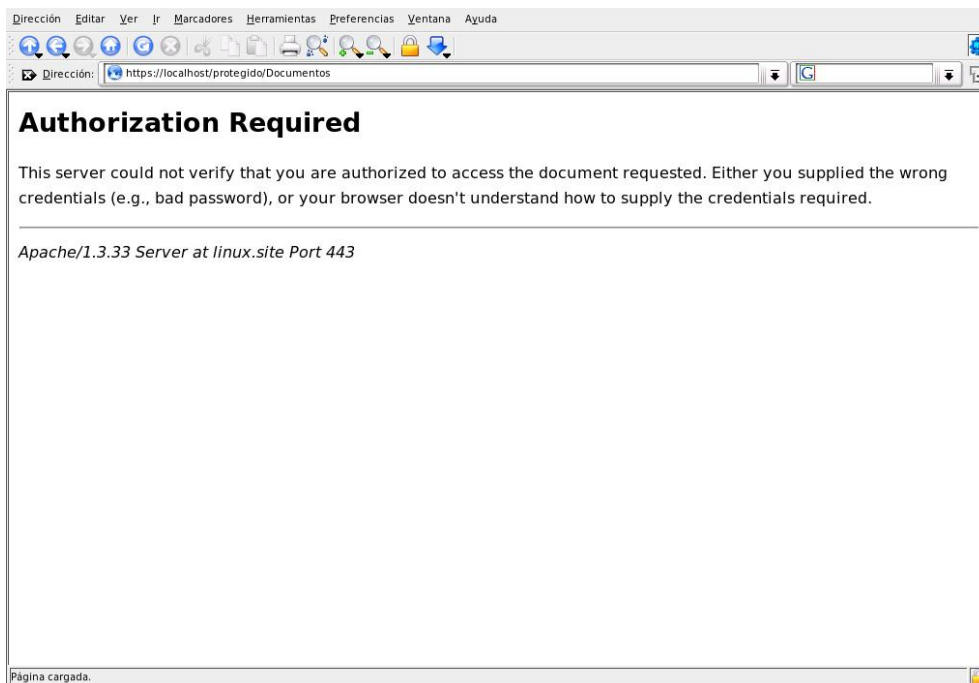 Dirección Editar Ver Ir Marcadores Herramientas Preferencias Ventana Ayuda
Dirección: https://localhost/protegido/Documentos
Authorization Required
This server could not verify that you are authorized to access the document requested. Either you supplied the wrong
credentials (e.g., bad password), or your browser doesn't understand how to supply the credentials required.
Apache/1.3.33 Server at linux.site Port 443
Página cargada.